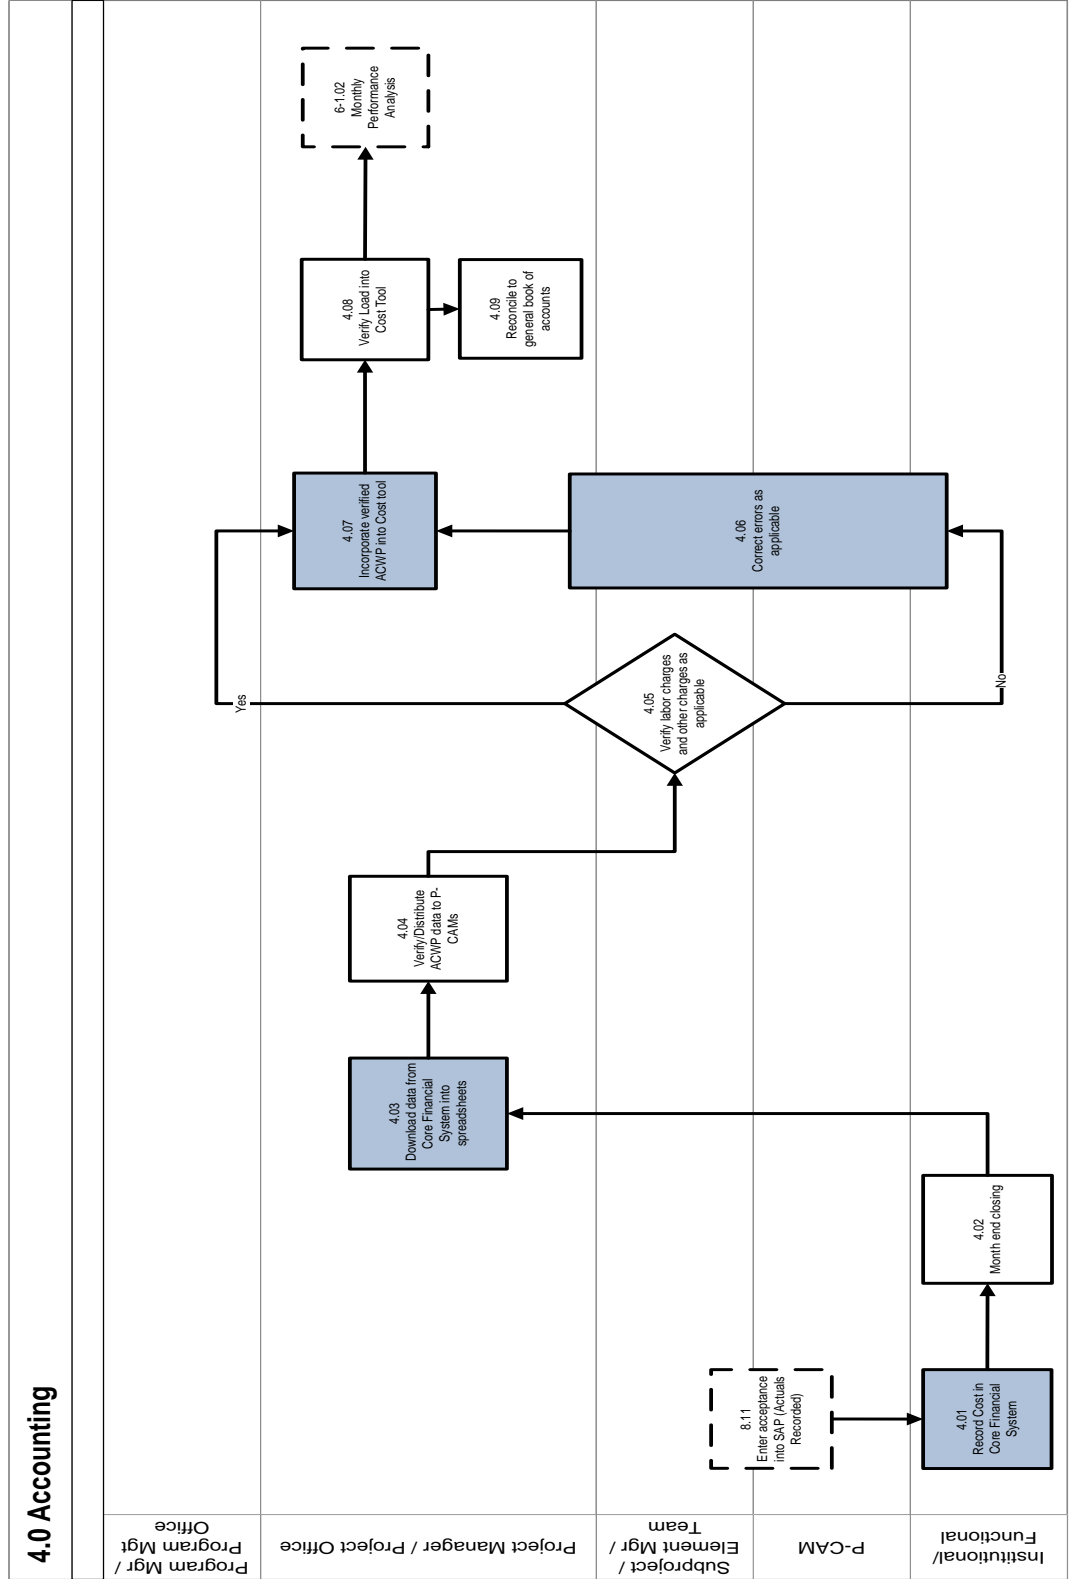 4.0 Accounting
Program Mgr /
Program Mgt
Office
Project Manager / Project Office
Subproject /
Element Mgr /
Team
P-CAM
Institutional/
Functional
8.11
Enter acceptance
into SAP (Actuals
Recorded)
4.01
Record Cost in
Core Financial
System
4.02
Month end closing
4.03
Download data from
Core Financial
System into
spreadsheets
4.04
Verify/Distribute
ACWP data to P-
CAMs
4.05
Verify labor charges
and other charges as
applicable
Yes
No
4.06
Correct errors as
applicable
4.07
Incorporate verified
ACWP into Cost tool
4.08
Verify Load into
Cost Tool
4.09
Reconcile to
general book of
accounts
6-1.02
Monthly
Performance
Analysis